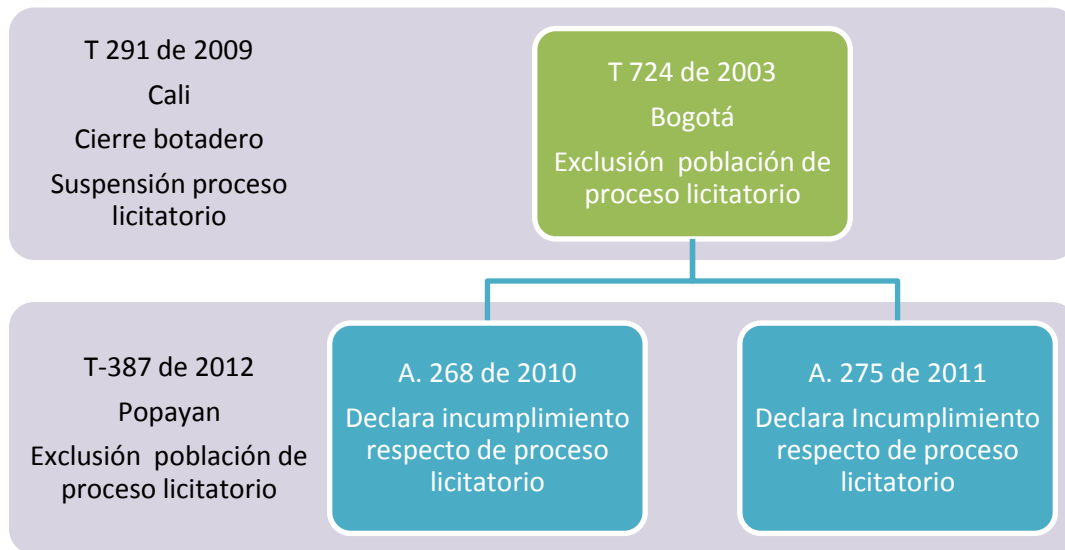 T 291 de 2009
Cali
Cierre botadero
Suspensión proceso
licitatorio
T 724 de 2003
Bogotá
Exclusión población de
proceso licitatorio
T-387 de 2012
Popayan
Exclusión población de
proceso licitatorio
A. 268 de 2010
Declara incumplimiento
respecto de proceso
licitatorio
A. 275 de 2011
Declara Incumplimiento
respecto de proceso
licitatorio